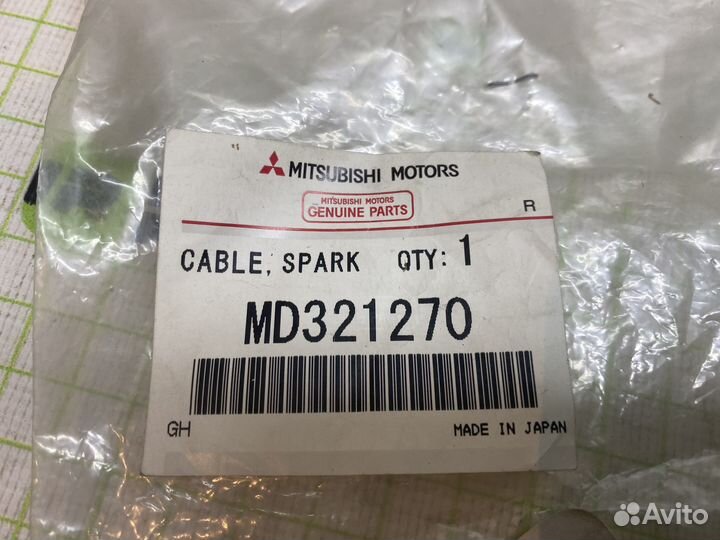 MITSUBISHI MOTORS
MITSUBISHI MOTORS
GENUINE PARTS
R
CABLE, SPARK QTY: 1
MD321270
GH MADE IN JAPAN
Avito